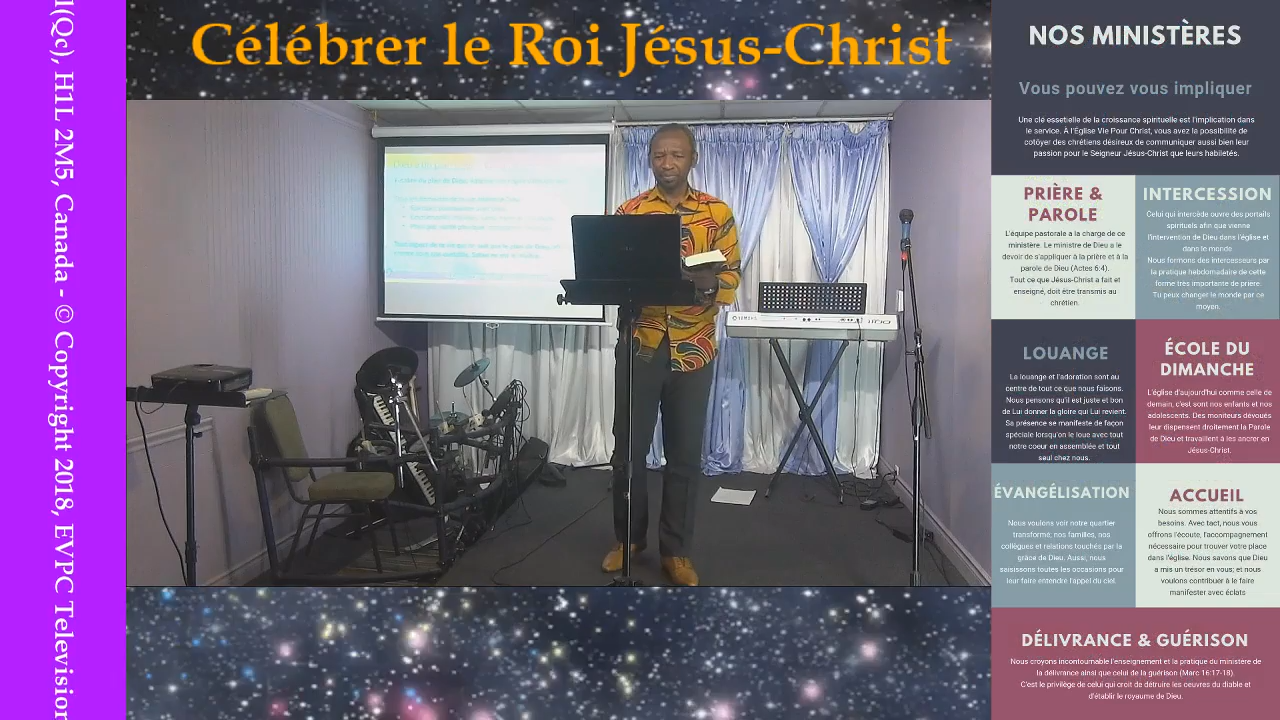 l(Qc), H1L 2M5, Canada - © Copyright 2018, EVPC Television
Célébrer le Roi Jésus-Christ
YAMAHA
NOS MINISTÈRES
Vous pouvez vous impliquer
Une clé essetielle de la croissance spirituelle est l'implication dans
le service. À l'Église Vie Pour Christ, vous avez la possibilité de
cotôyer des chrétiens désireux de communiquer aussi bien leur
passion pour le Seigneur Jésus-Christ que leurs habiletés.
PRIÈRE &
PAROLE
L'équipe pastorale a la charge de ce
ministère. Le ministre de Dieu a le
devoir de s'appliquer à la prière et à la
parole de Dieu (Actes 6:4).
Tout ce que Jésus-Christ a fait et
enseigné, doit être transmis au
chrétien.
INTERCESSION
Celui qui intercède ouvre des portails
spirituels afin que vienne
l'intervention de Dieu dans l'église et
dans le monde
Nous formons des intercesseurs par
la pratique hebdomadaire de cette
forme très importante de prière.
Tu peux changer le monde par ce
moyen.
LOUANGE
La louange et l'adoration sont au
centre de tout ce que nous faisons.
Nous pensons qu'il est juste et bon
de Lui donner la gloire qui Lui revient.
Sa présence se manifeste de façon
spéciale lorsqu'on le loue avec tout
notre coeur en assemblée et tout
seul chez nous.
ÉCOLE DU
DIMANCHE
L'église d'aujourd'hui comme celle de
demain, c'est sont nos enfants et nos
adolescents. Des moniteurs dévoués
leur dispensent droitement la Parole
de Dieu et travaillent à les ancrer en
Jésus-Christ.
ÉVANGÉLISATION
Nous voulons voir notre quartier
transformé; nos familles, nos
collègues et relations touchés par la
grâce de Dieu. Aussi, nous
saisissons toutes les occasions pour
leur faire entendre l'appel du ciel.
ACCUEIL
Nous sommes attentifs à vos
besoins. Avec tact, nous vous
offrons l'écoute, l'accompagnement
nécessaire pour trouver votre place
dans l'église. Nous savons que Dieu
a mis un trésor en vous; et nous
voulons contribuer à le faire
manifester avec éclats
DÉLIVRANCE & GUÉRISON
Nous croyons incontournable l'enseignement et la pratique du ministère de
la délivrance ainsi que celui de la guérison (Marc 16:17-18).
C'est le privilège de celui qui croit de détruire les oeuvres du diable et
d'établir le royaume de Dieu.